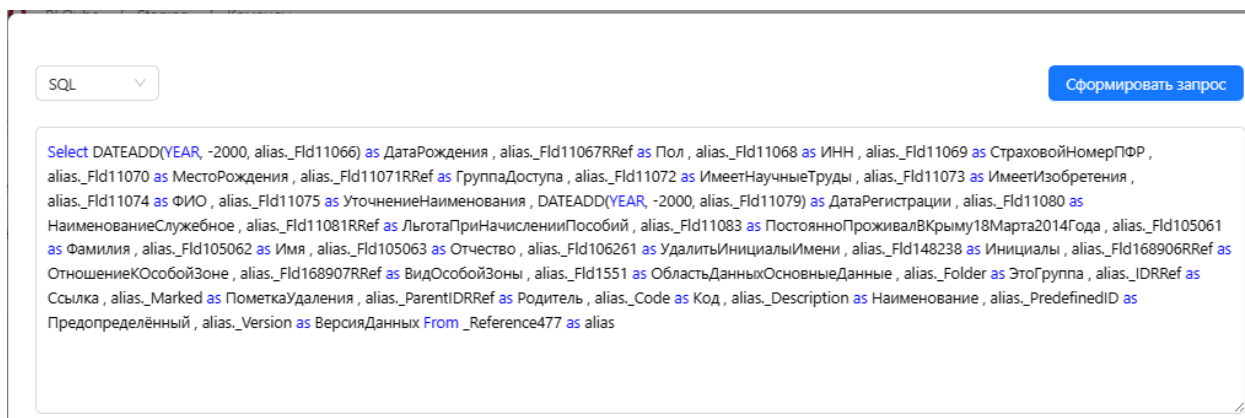 SQL
Сформировать запрос
Select DATEADD(YEAR, -2000, alias._Fld11066) as ДатаРождения , alias._Fld11067RRef as Пол , alias._Fld11068 as ИНН , alias._Fld11069 as СтраховойНомерПФР ,
alias._Fld11070 as МестоРождения , alias._Fld11071RRef as ГруппаДоступа , alias._Fld11072 as ИмеетНаучныеТруды , alias._Fld11073 as ИмеетИзобретения ,
alias._Fld11074 as ФИО , alias._Fld11075 as УточнениеНаименования , DATEADD(YEAR, -2000, alias._Fld11079) as ДатаРегистрации , alias._Fld11080 as
НаименованиеСлужебное , alias._Fld11081RRef as ЛьготаПриНачисленииПособий , alias._Fld11083 as ПостоянноПроживалВКрыму18Марта2014Года , alias._Fld105061
as Фамилия , alias._Fld105062 as Имя , alias._Fld105063 as Отчество , alias._Fld106261 as УдалитьИнициалыИмени , alias._Fld148238 as Инициалы , alias._Fld168906RRef as
ОтношениеКОсобойЗоне , alias._Fld168907RRef as ВидОсобойЗоны , alias._Fld1551 as ОбластьДанныхОсновныеДанные , alias._Folder as ЭтоГруппа , alias._IDRRef as
Ссылка , alias._Marked as ПометкаУдаления , alias._ParentIDRRef as Родитель , alias._Code as Код , alias._Description as Наименование , alias._PredefinedID as
Предопределённый , alias._Version as ВерсияДанных From _Reference477 as alias